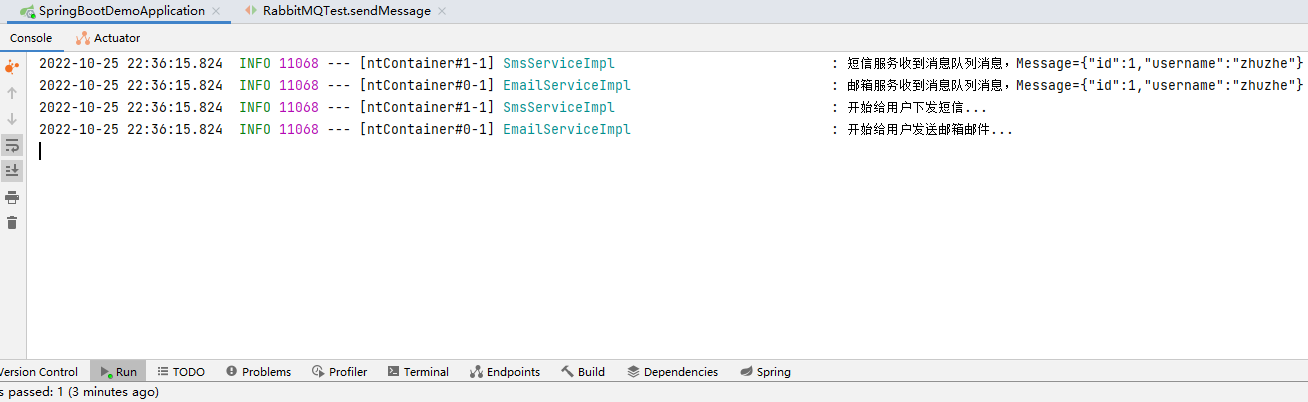 SpringBootDemoApplication RabbitMQTest.sendMessage
Console Actuator
2022-10-25 22:36:15.824 INFO 11068 --- [ntContainer#1-1] SmsServiceImpl : 短信服务收到消息队列消息，Message={"id":1,"username":"zhuzhe"}
2022-10-25 22:36:15.824 INFO 11068 --- [ntContainer#0-1] EmailServiceImpl : 邮箱服务收到消息队列消息，Message={"id":1,"username":"zhuzhe"}
2022-10-25 22:36:15.824 INFO 11068 --- [ntContainer#1-1] SmsServiceImpl : 开始给用户下发短信...
2022-10-25 22:36:15.824 INFO 11068 --- [ntContainer#0-1] EmailServiceImpl : 开始给用户发送邮箱邮件...
Version Control Run TODO Problems Profiler Terminal Endpoints Build Dependencies Spring
s passed: 1 (3 minutes ago)